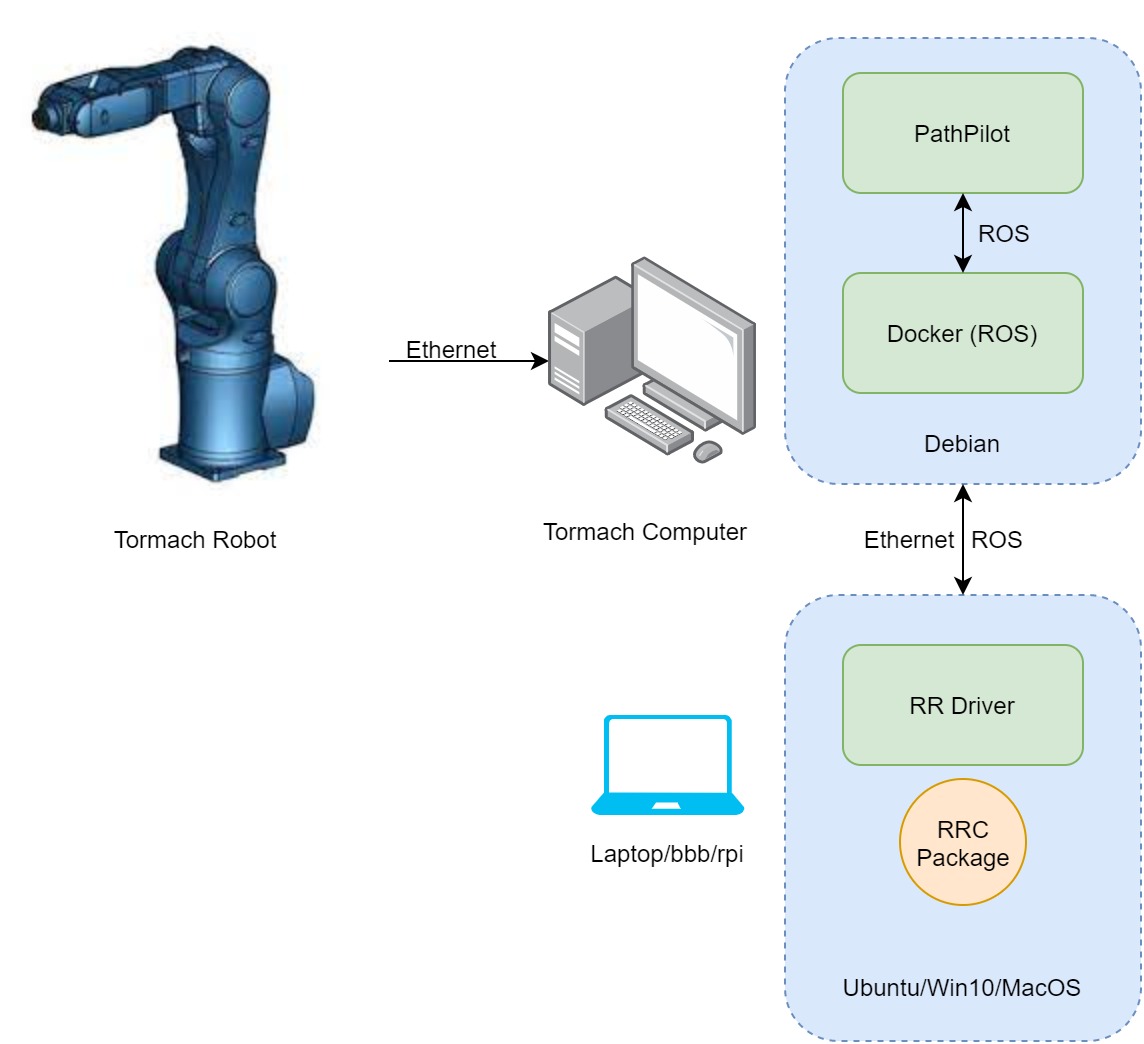 PathPilot
ROS
Docker (ROS)
Ethernet
Debian
Tormach Robot
Tormach Computer
Ethernet ROS
RR Driver
RRC
Package
Laptop/bbb/rpi
Ubuntu/Win10/MacOS